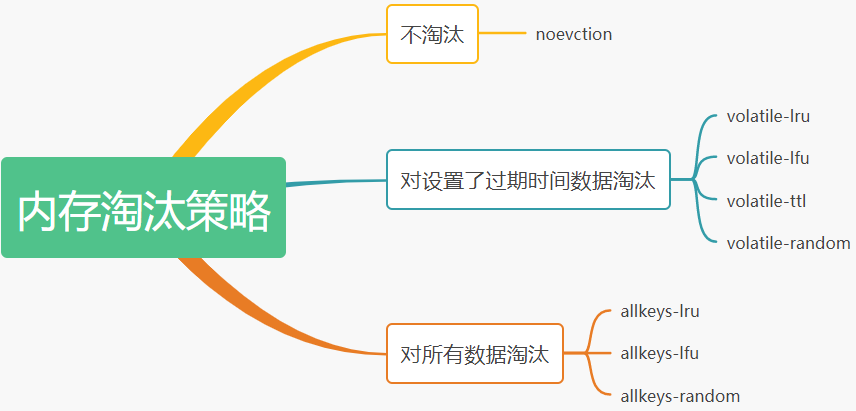 内存淘汰策略
不淘汰
noevction
对设置了过期时间数据淘汰
volatile-lru
volatile-lfu
volatile-ttl
volatile-random
对所有数据淘汰
allkeys-lru
allkeys-lfu
allkeys-random